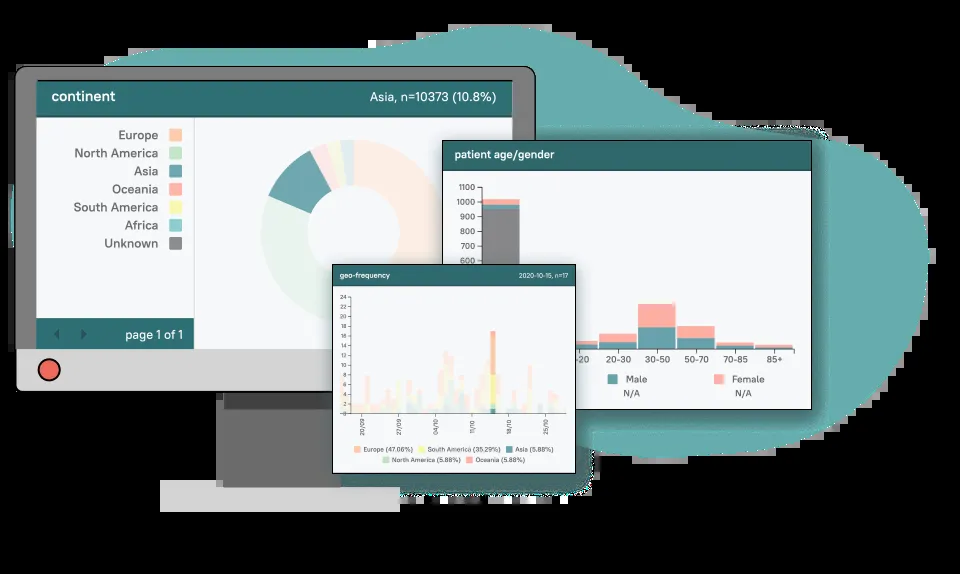 continent
Asia, n=10373 (10.8%)
Europe
North America
Asia
Oceania
South America
Africa
Unknown
page 1 of 1
patient age/gender
1100
1000
900
800
700
600
-20 20-30 30-50 50-70 70-85 85+
Male Female
N/A N/A
geo-frequency
2020-10-15, n=17
24
22
20
18
16
14
12
10
8
6
4
2
0
20/09 27/09 04/10 11/10 18/10 25/10
Europe (47.06%) South America (35.29%) Asia (5.88%)
North America (5.88%) Oceania (5.88%)